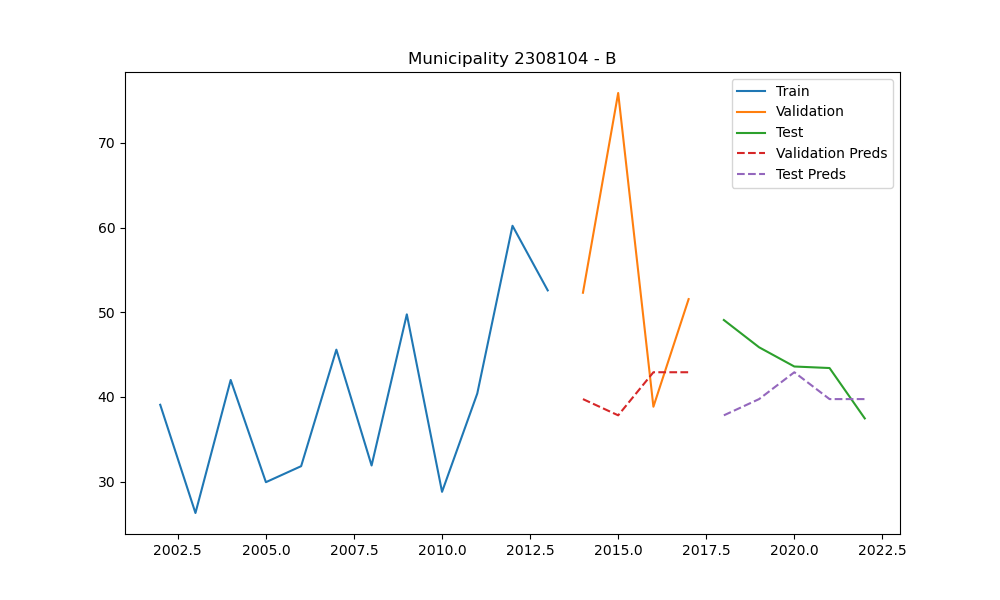 Municipality 2308104 - B
Train
Validation
Test
Validation Preds
Test Preds
70
60
50
40
30
2002.5 2005.0 2007.5 2010.0 2012.5 2015.0 2017.5 2020.0 2022.5